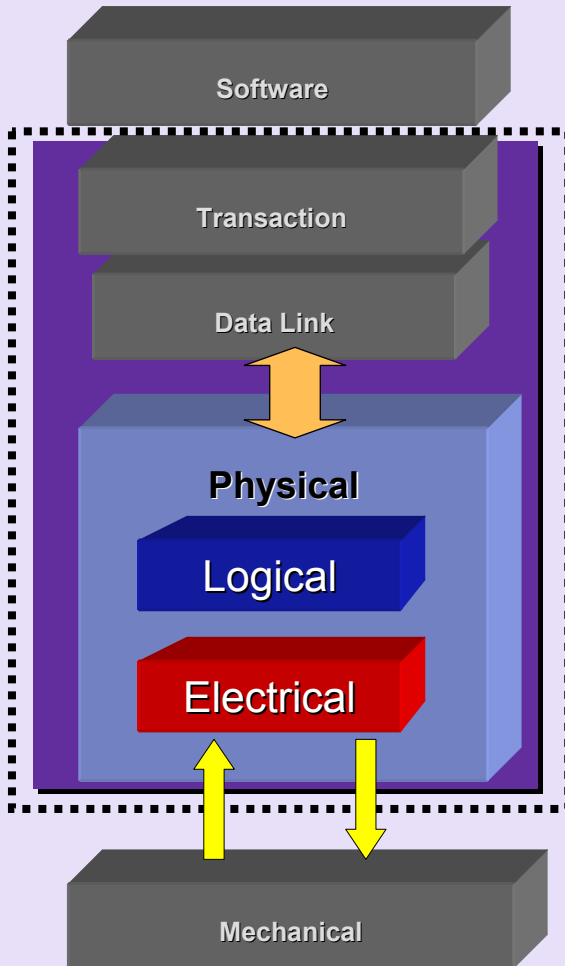 Software
Transaction
Data Link
Physical
Logical
Electrical
Mechanical